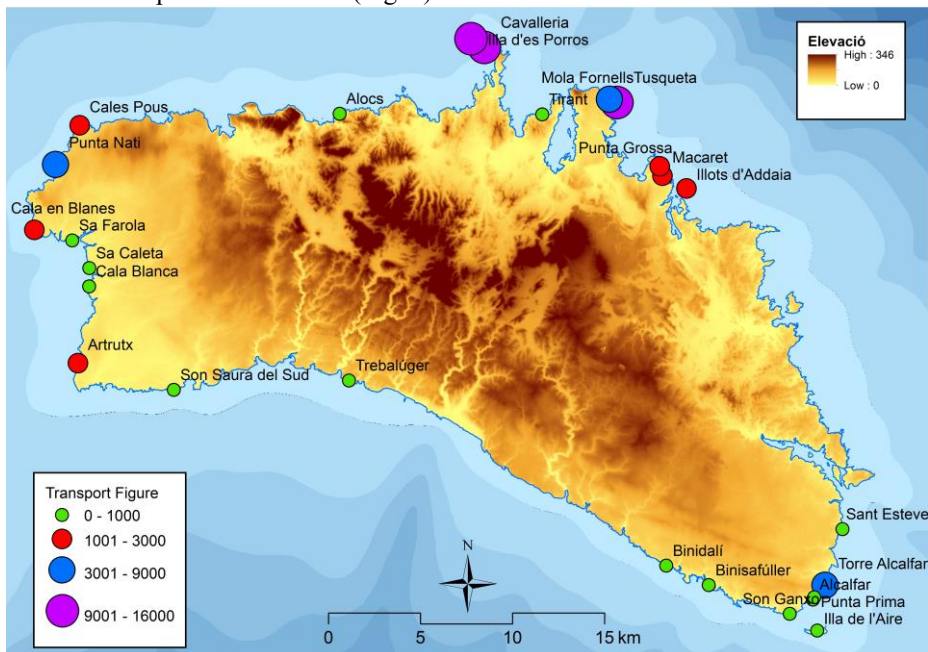 Cavalleria
Illa d'es Porros
Elevació
High : 346
Low : 0
Mola Fornells
Tusqueta
Cales Pous
Alocs
Tirant
Punta Nati
Punta Grossa
Macaret
Illots d'Addaia
Cala en Blanes
Sa Farola
Sa Caleta
Cala Blanca
Artrutx
Son Saura del Sud
Trebalúger
Transport Figure
0 - 1000
1001 - 3000
3001 - 9000
9001 - 16000
N
0 5 10 15 km
Sant Esteve
Binidalí
Torre Alcalfar
Binisafúller
Alcalfar
Son Ganxo
Punta Prima
Illa de l'Aire